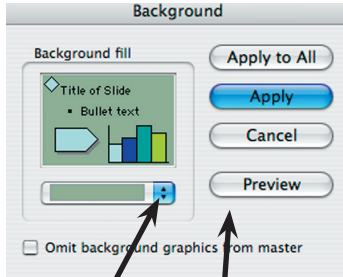 Background
Background fill
Title of Slide
• Bullet text
Apply to All
Apply
Cancel
Preview
Omit background graphics from master